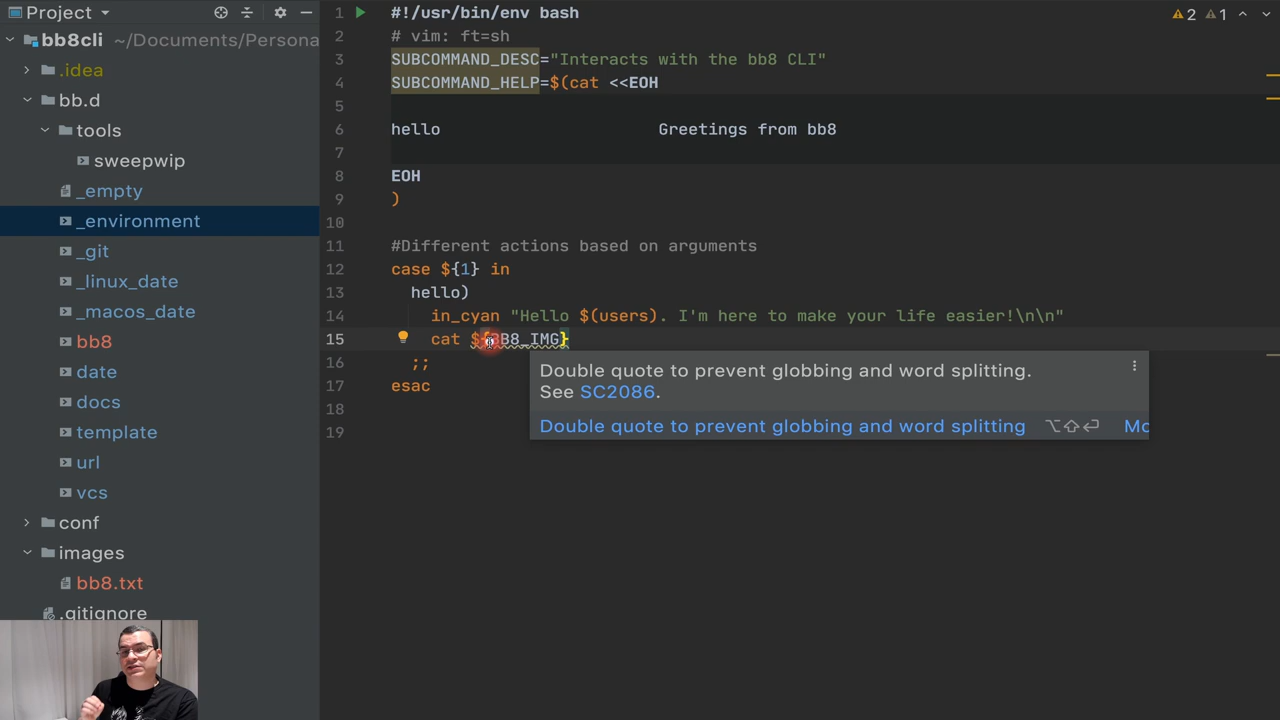 Project
bb8cli ~/Documents/Persona
.idea
bb.d
tools
sweepwip
_empty
_environment
_git
_linux_date
_macos_date
bb8
date
docs
template
url
vcs
conf
images
bb8.txt
.gitignore
1 #!/usr/bin/env bash
2 # vim: ft=sh
3 SUBCOMMAND_DESC="Interacts with the bb8 CLI"
4 SUBCOMMAND_HELP=$(cat <<EOH
5
6 hello Greetings from bb8
7
8 EOH
9 )
10
11 #Different actions based on arguments
12 case ${1} in
13 hello)
14 in_cyan "Hello $(users). I'm here to make your life easier!\n\n"
15 cat ${BB8_IMG}
16 ;;
17 esac
18
19
2 1
Double quote to prevent globbing and word splitting.
See SC2086.
Double quote to prevent globbing and word splitting ⌥⇧⏎ Mo